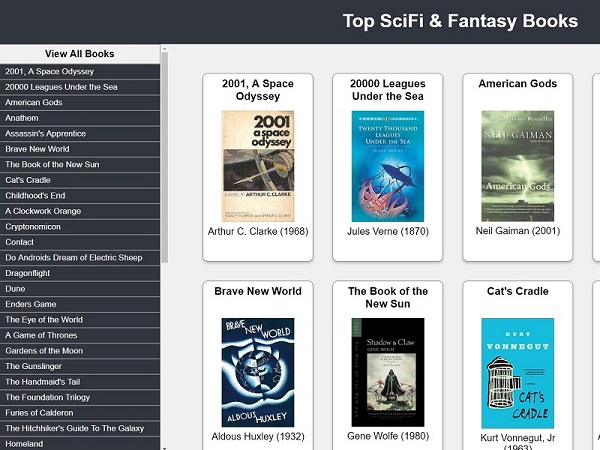 Top SciFi & Fantasy Books
View All Books
2001, A Space Odyssey
20000 Leagues Under the Sea
American Gods
Anathem
Assassin's Apprentice
Brave New World
The Book of the New Sun
Cat's Cradle
Childhood's End
A Clockwork Orange
Cryptonomicon
Contact
Do Androids Dream of Electric Sheep
Dragonflight
Dune
Enders Game
The Eye of the World
A Game of Thrones
Gardens of the Moon
The Gunslinger
The Handmaid's Tail
The Foundation Trilogy
Furies of Calderon
The Hitchhiker's Guide To The Galaxy
Homeland
2001, A Space
Odyssey
2001
a space
odyssey
A NOVEL BY ARTHUR C. CLARKE
Arthur C. Clarke (1968)
20000 Leagues
Under the Sea
TWENTY THOUSAND
LEAGUES
UNDER THE SEA
JULES VERNE
Jules Verne (1870)
American Gods
NEIL GAIMAN
American Gods
Neil Gaiman (2001)
Brave New World
BRAVE
NEW WORLD
ALDOUS
HUXLEY
Aldous Huxley (1932)
The Book of the
New Sun
Shadow & Claw
GENE WOLFE
Gene Wolfe (1980)
Cat's Cradle
KURT
VONNEGUT
CAT'S
CRADLE
Kurt Vonnegut, Jr
(1963)